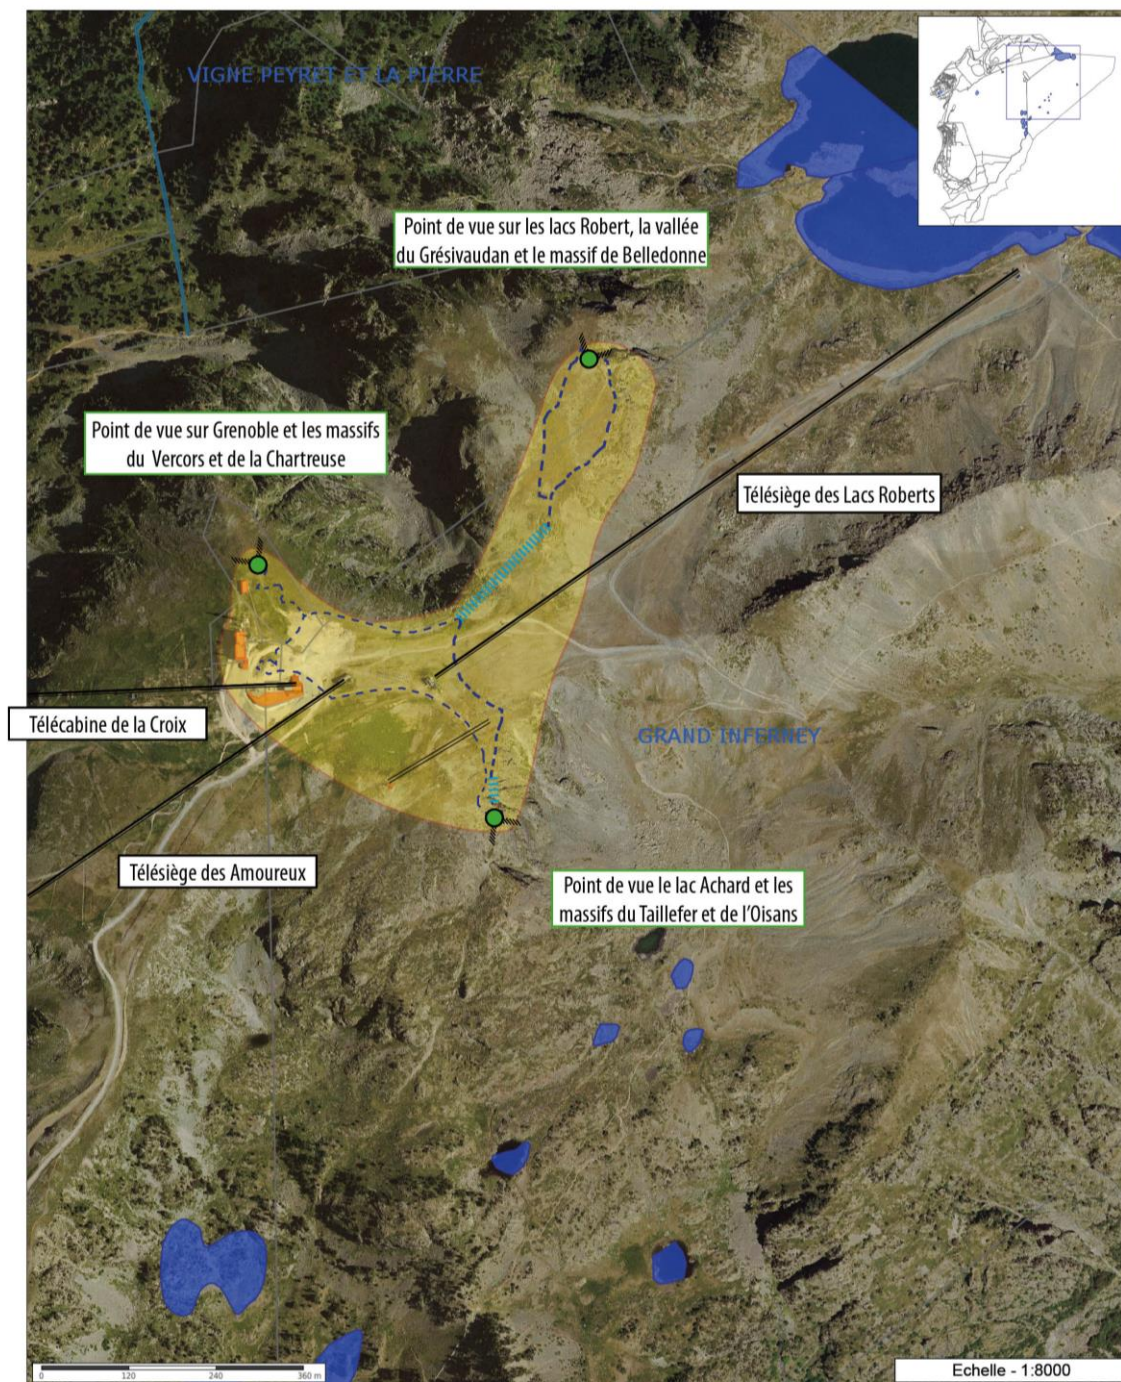 VIGNE PEYRET ET LA PIERRE
Point de vue sur les lacs Robert, la vallée
du Grésivaudan et le massif de Belledonne
Point de vue sur Grenoble et les massifs
du Vercors et de la Chartreuse
Télésiège des Lacs Roberts
Télécabine de la Croix
GRAND INFERNEY
Télésiège des Amoureux
Point de vue le lac Achard et les
massifs du Taillefer et de l'Oisans
0 120 240 360 m
Echelle - 1:8000